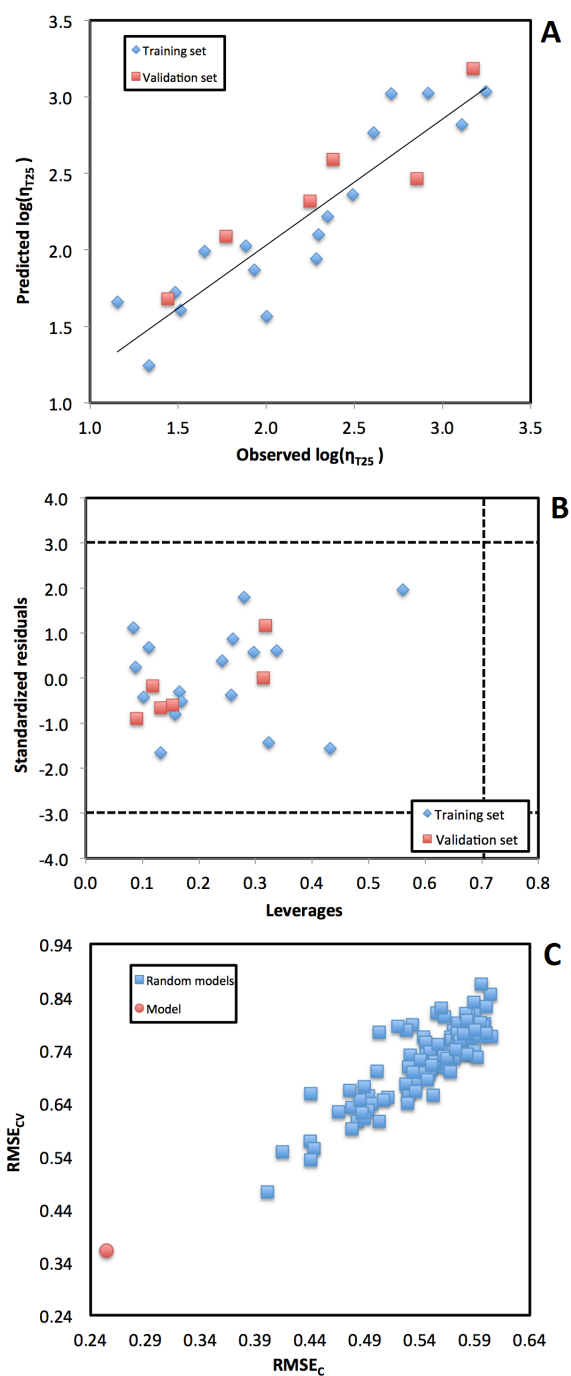 A
3.5
Training set
Validation set
3.0
2.5
2.0
1.5
1.0
Predicted log(η_T25 )
1.0 1.5 2.0 2.5 3.0 3.5
Observed log(η_T25 )
B
4.0
3.0
2.0
1.0
0.0
-1.0
-2.0
-3.0
-4.0
Standardized residuals
Training set
Validation set
0.0 0.1 0.2 0.3 0.4 0.5 0.6 0.7 0.8
Leverages
C
0.94
0.84
0.74
0.64
0.54
0.44
0.34
0.24
RMSE_CV
Random models
Model
0.24 0.29 0.34 0.39 0.44 0.49 0.54 0.59 0.64
RMSE_C